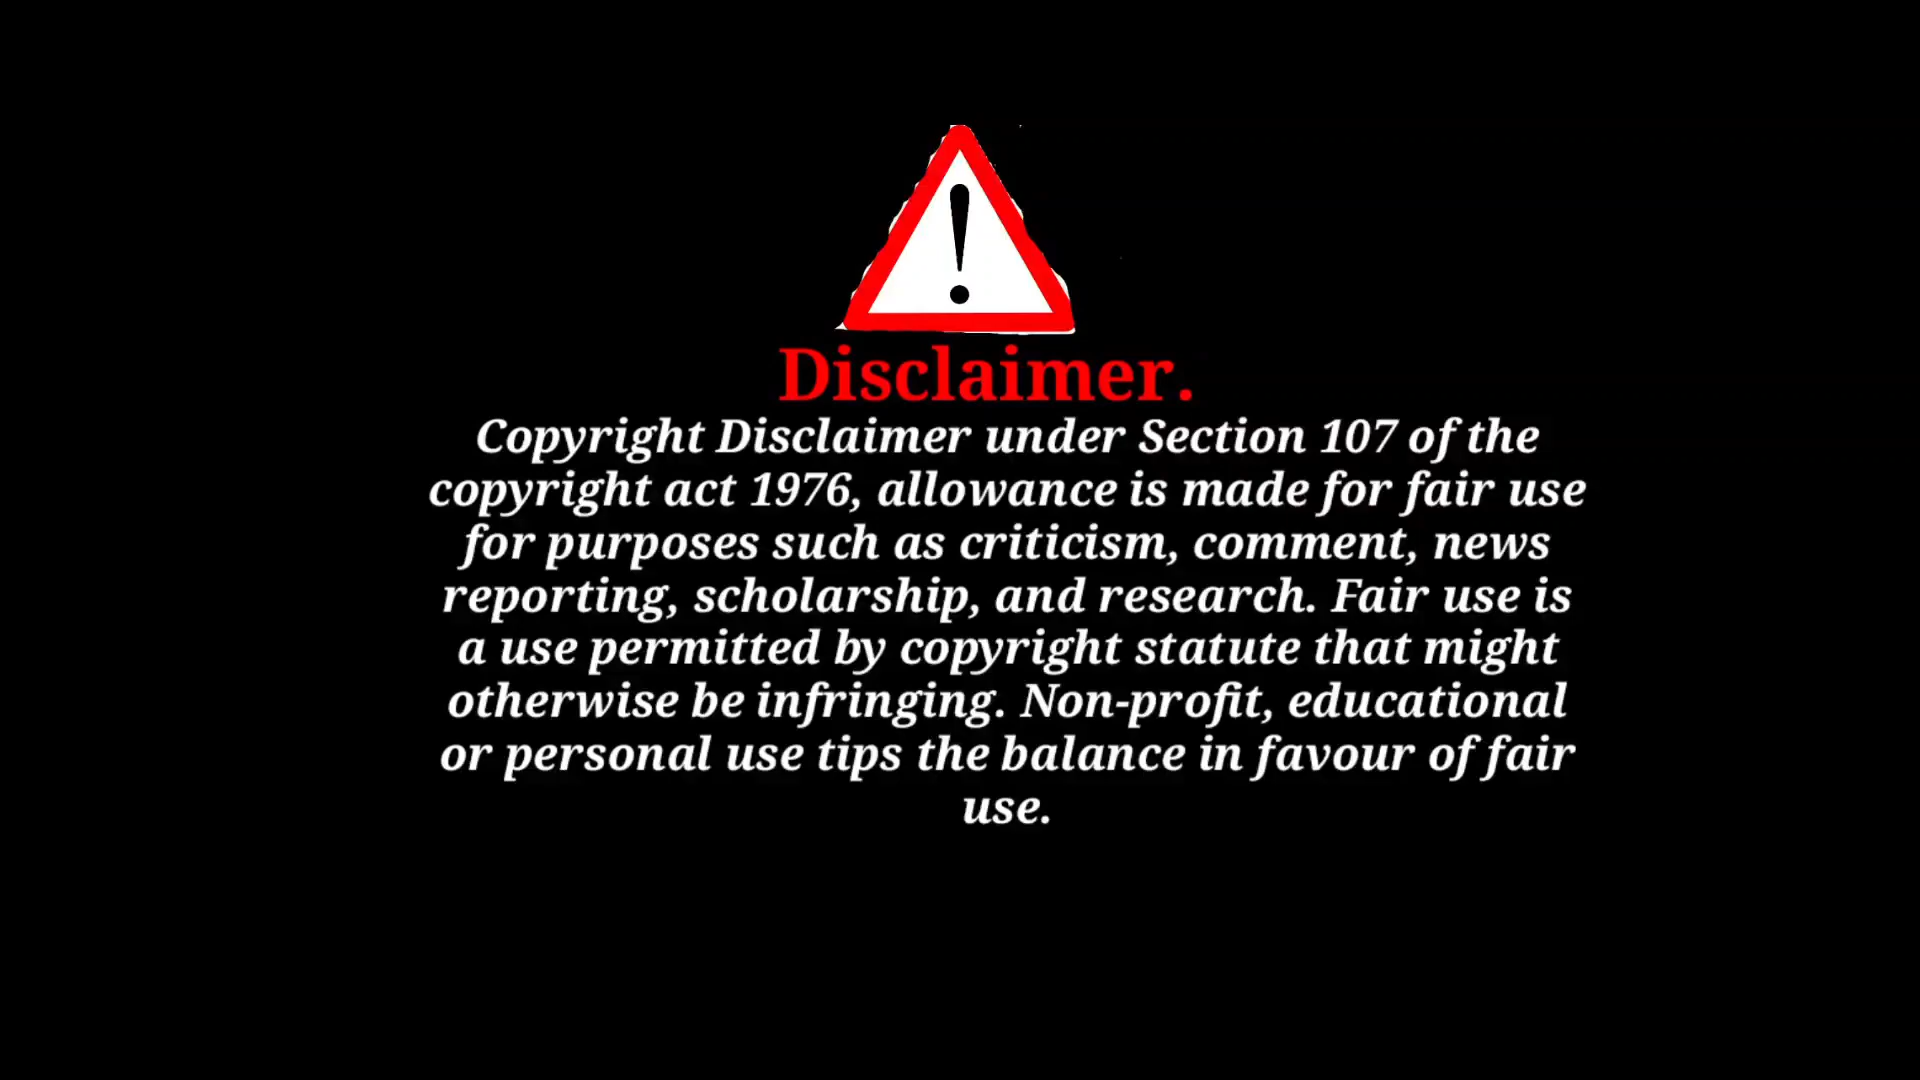 !
Disclaimer.
Copyright Disclaimer under Section 107 of the
copyright act 1976, allowance is made for fair use
for purposes such as criticism, comment, news
reporting, scholarship, and research. Fair use is
a use permitted by copyright statute that might
otherwise be infringing. Non-profit, educational
or personal use tips the balance in favour of fair
use.